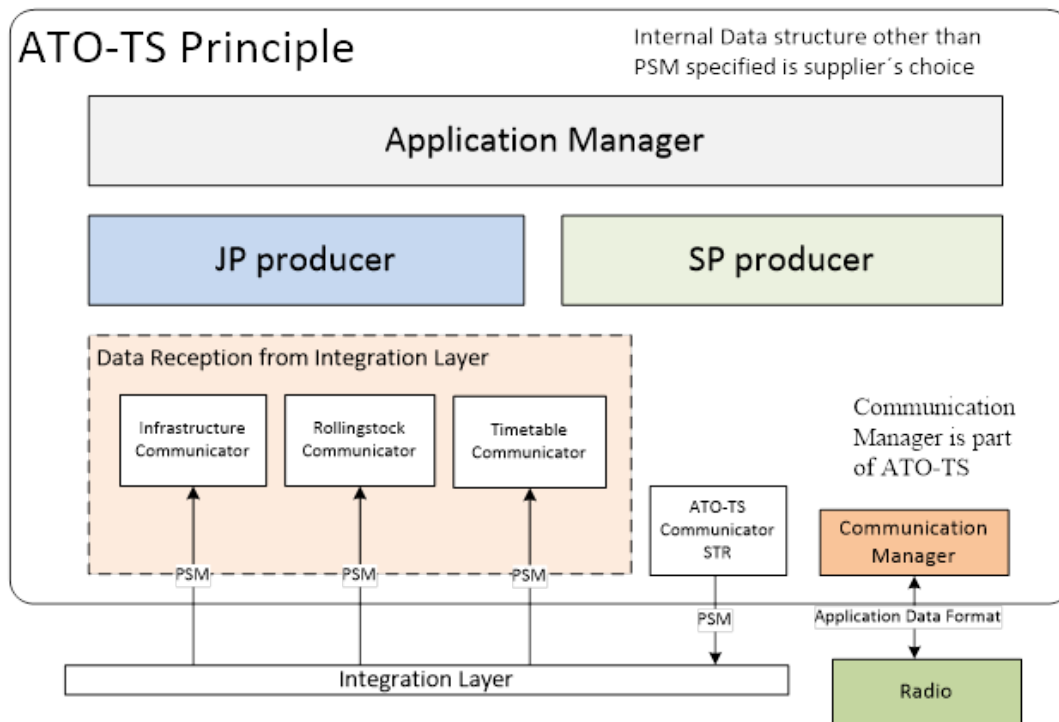 ATO-TS Principle
Internal Data structure other than
PSM specified is supplier´s choice
Application Manager
JP producer
SP producer
Data Reception from Integration Layer
Infrastructure
Communicator
Rollingstock
Communicator
Timetable
Communicator
Communication
Manager is part
of ATO-TS
ATO-TS
Communicator
STR
Communication
Manager
PSM
PSM
PSM
PSM
Application Data Format
Integration Layer
Radio